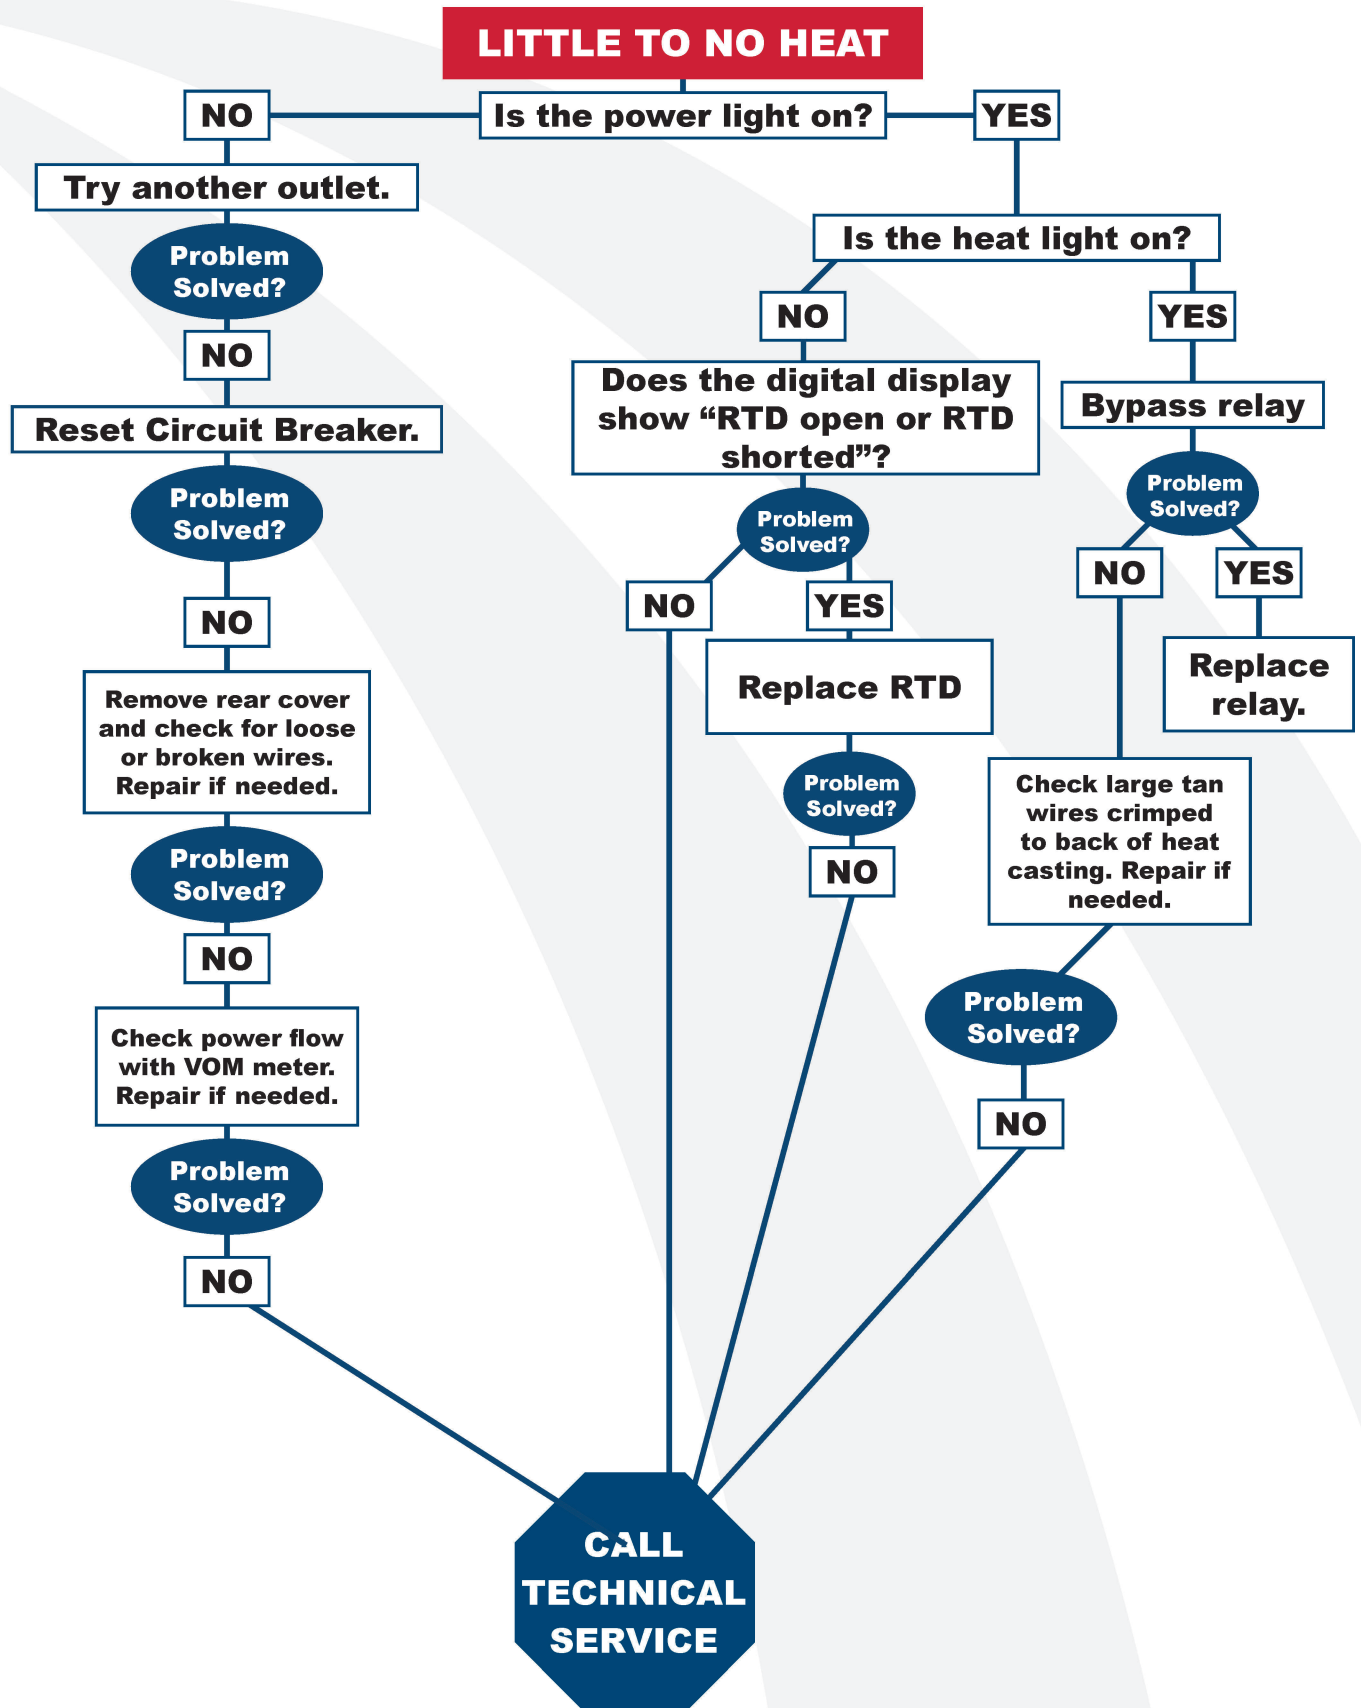 LITTLE TO NO HEAT
NO
Is the power light on?
YES
Try another outlet.
Problem
Solved?
NO
Reset Circuit Breaker.
Problem
Solved?
NO
Remove rear cover
and check for loose
or broken wires.
Repair if needed.
Problem
Solved?
NO
Check power flow
with VOM meter.
Repair if needed.
Problem
Solved?
NO
Is the heat light on?
NO
Does the digital display
show “RTD open or RTD
shorted”?
Problem
Solved?
NO
YES
Replace RTD
Problem
Solved?
NO
YES
Bypass relay
Problem
Solved?
NO
YES
Replace
relay.
Check large tan
wires crimped
to back of heat
casting. Repair if
needed.
Problem
Solved?
NO
CALL
TECHNICAL
SERVICE